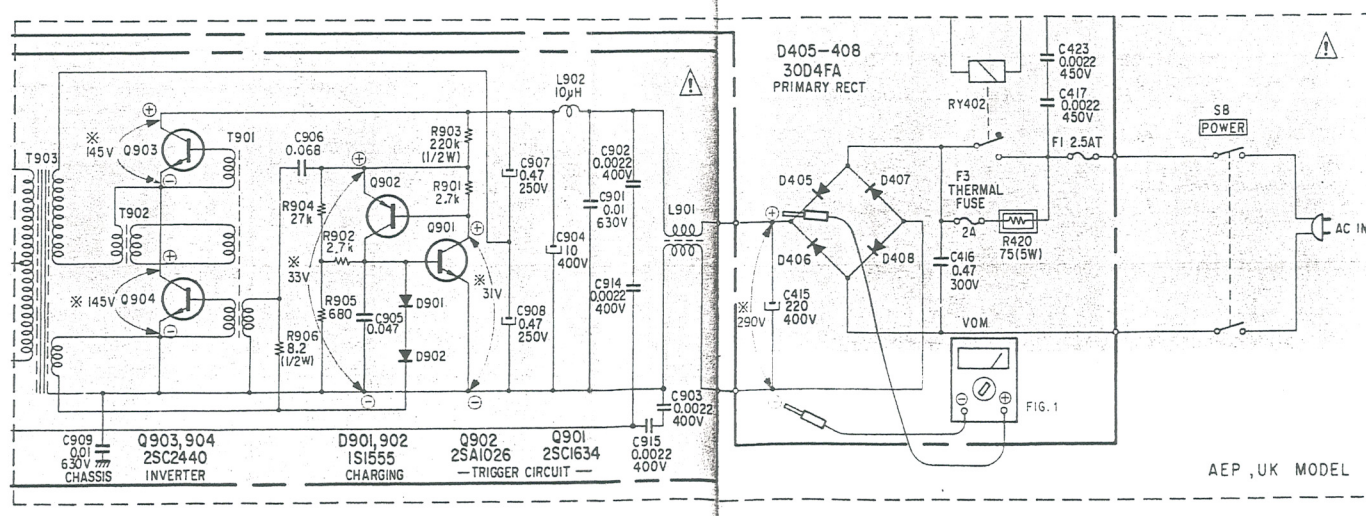 D405-408
30D4FA
PRIMARY RECT
RY402
C423
0.0022
450V
C417
0.0022
450V
F1 2.5AT
S8
POWER
AC IN
L902
10µH
※
145V
Q903
T901
T903
T902
C906
0.068
R903
220k
(1/2W)
C907
0.47
250V
C902
0.0022
400V
C901
0.01
630V
R901
2.7k
Q902
Q901
R904
27k
R902
2.7k
※
33V
※
31V
C904
10
400V
L901
C914
0.0022
400V
※ 145V
Q904
R905
680
C905
0.047
D901
D902
R906
8.2
(1/2W)
C908
0.47
250V
C903
0.0022
400V
C915
0.0022
400V
D405
D407
D406
D408
F3
THERMAL
FUSE
2A
R420
75(5W)
C416
0.47
300V
C415
220
400V
※
290V
VOM
FIG. 1
C909
0.01
630V
CHASSIS
Q903,904
2SC2440
INVERTER
D901,902
1S1555
CHARGING
Q902
2SA1026
Q901
2SC1634
— TRIGGER CIRCUIT —
AEP , UK MODEL